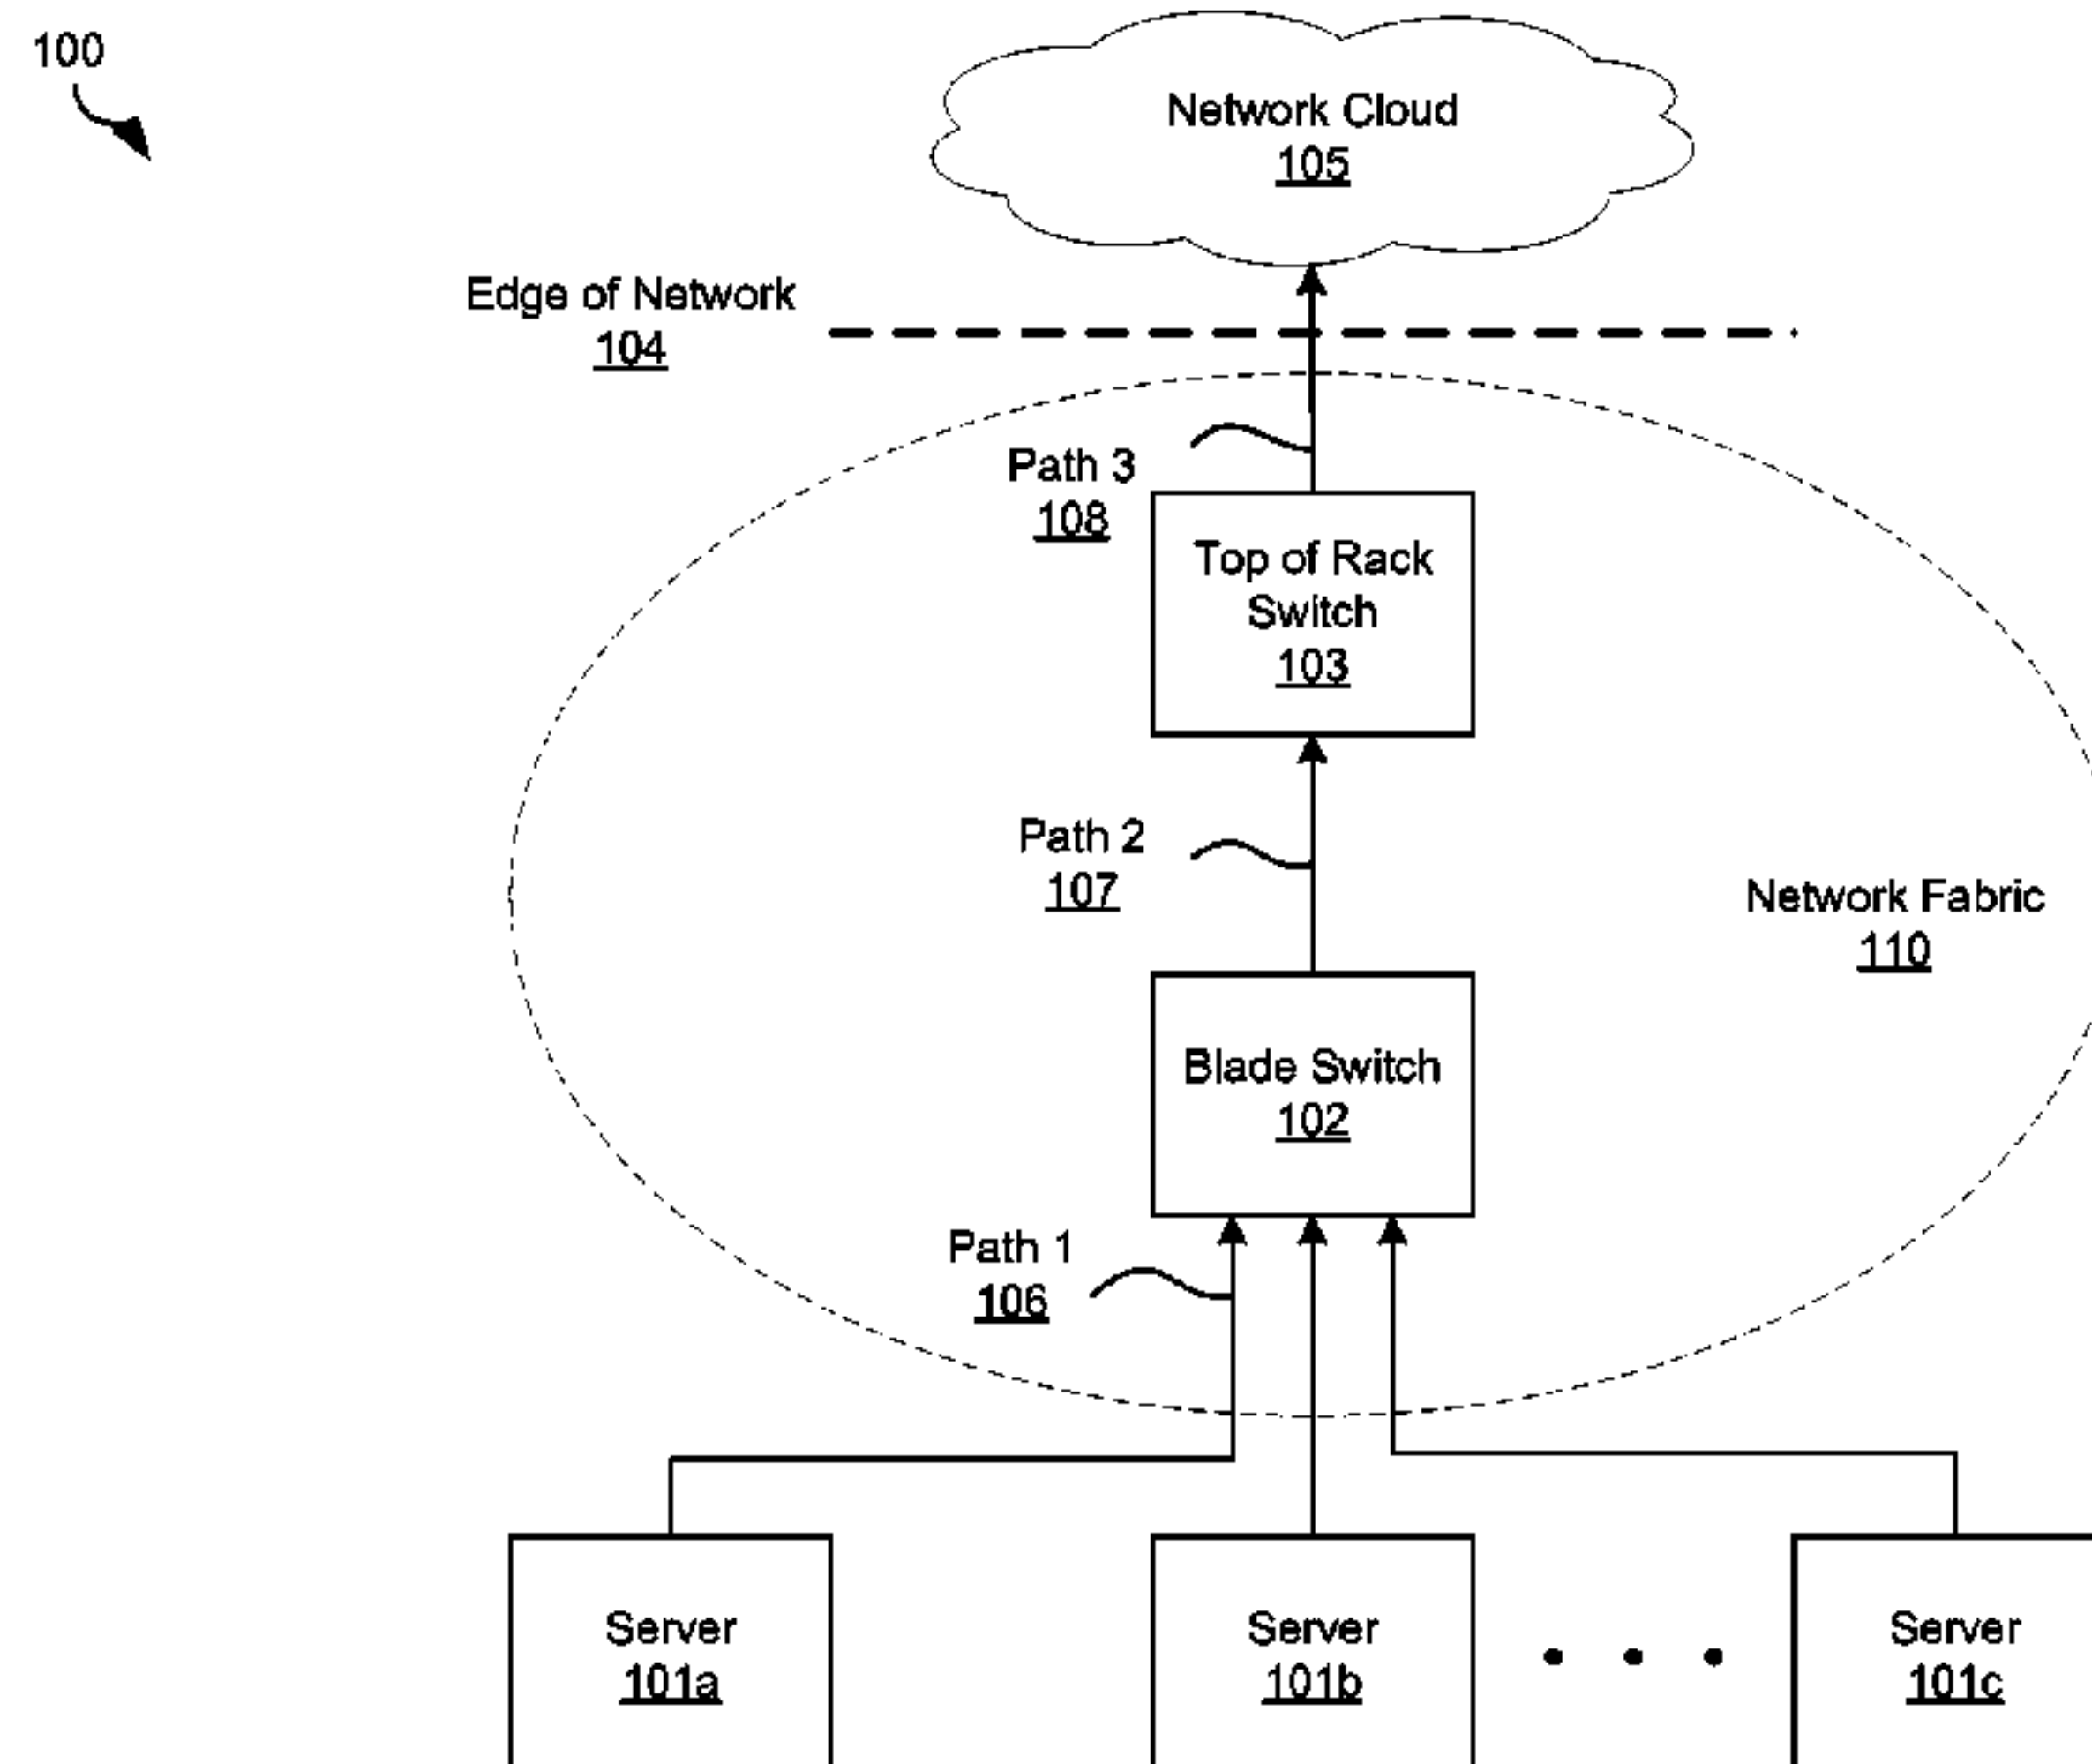 100
Network Cloud
105
Edge of Network
104
Path 3
108
Top of Rack
Switch
103
Path 2
107
Network Fabric
110
Blade Switch
102
Path 1
106
Server
101a
Server
101b
Server
101c